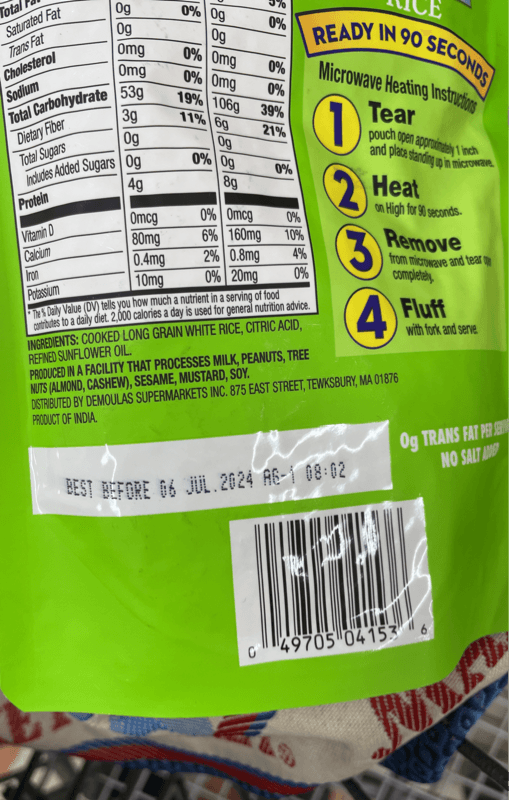 RICE
READY IN 90 SECONDS
Microwave Heating Instructions
1 Tear
pouch open approximately 1 inch
and place standing up in microwave.
2 Heat
on High for 90 seconds.
3 Remove
from microwave and tear
completely.
4 Fluff
with fork and serve.
Total
Saturated Fat 0g 0% 0g 0%
Trans Fat 0g 0g
Cholesterol 0mg 0% 0mg 0%
Sodium 0mg 0% 0mg 0%
Total Carbohydrate 53g 19% 106g 39%
Dietary Fiber 3g 11% 6g 21%
Total Sugars 0g 0g
Includes Added Sugars 0g 0% 0g 0%
Protein 4g 8g
Vitamin D 0mcg 0% 0mcg 0%
Calcium 80mg 6% 160mg 10%
Iron 0.4mg 2% 0.8mg 4%
Potassium 10mg 0% 20mg 0%
* The % Daily Value (DV) tells you how much a nutrient in a serving of food
contributes to a daily diet. 2,000 calories a day is used for general nutrition advice.
INGREDIENTS: COOKED LONG GRAIN WHITE RICE, CITRIC ACID,
REFINED SUNFLOWER OIL.
PRODUCED IN A FACILITY THAT PROCESSES MILK, PEANUTS, TREE
NUTS (ALMOND, CASHEW), SESAME, MUSTARD, SOY.
DISTRIBUTED BY DEMOULAS SUPERMARKETS INC. 875 EAST STREET, TEWKSBURY, MA 01876
PRODUCT OF INDIA.
0g TRANS FAT PER
NO SALT ADDED
BEST BEFORE 06 JUL.2024 AG-1 08:02
0 49705 04153 6